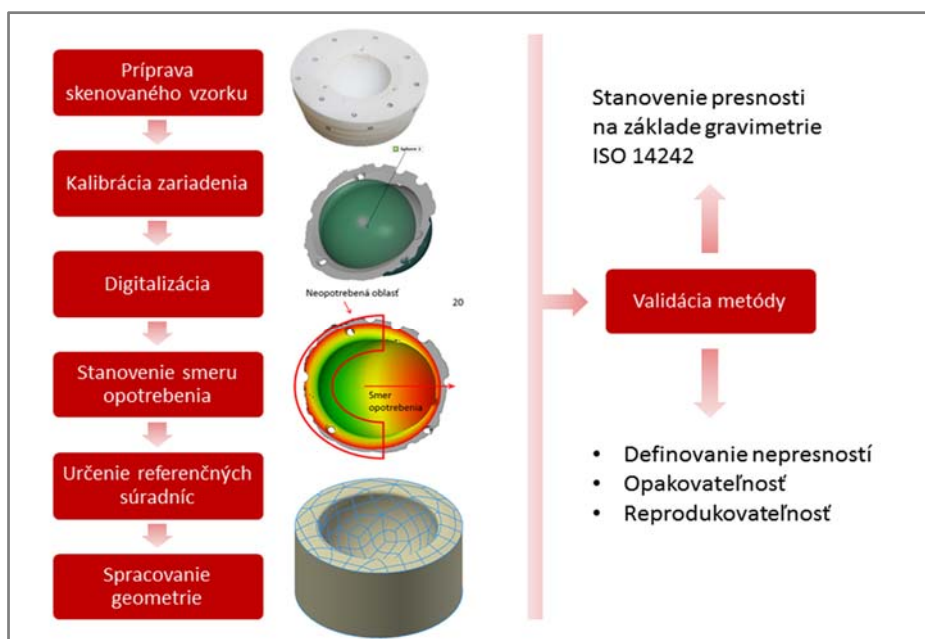 Príprava
skenovaného vzorku
Kalibrácia zariadenia
Digitalizácia
Stanovenie smeru
opotrebenia
Určenie referenčných
súradníc
Spracovanie
geometrie
Neopotrebená oblasť
20
Smer
opotrebenia
Stanovenie presnosti
na základe gravimetrie
ISO 14242
Validácia metódy
• Definovanie nepresností
• Opakovateľnosť
• Reprodukovateľnosť